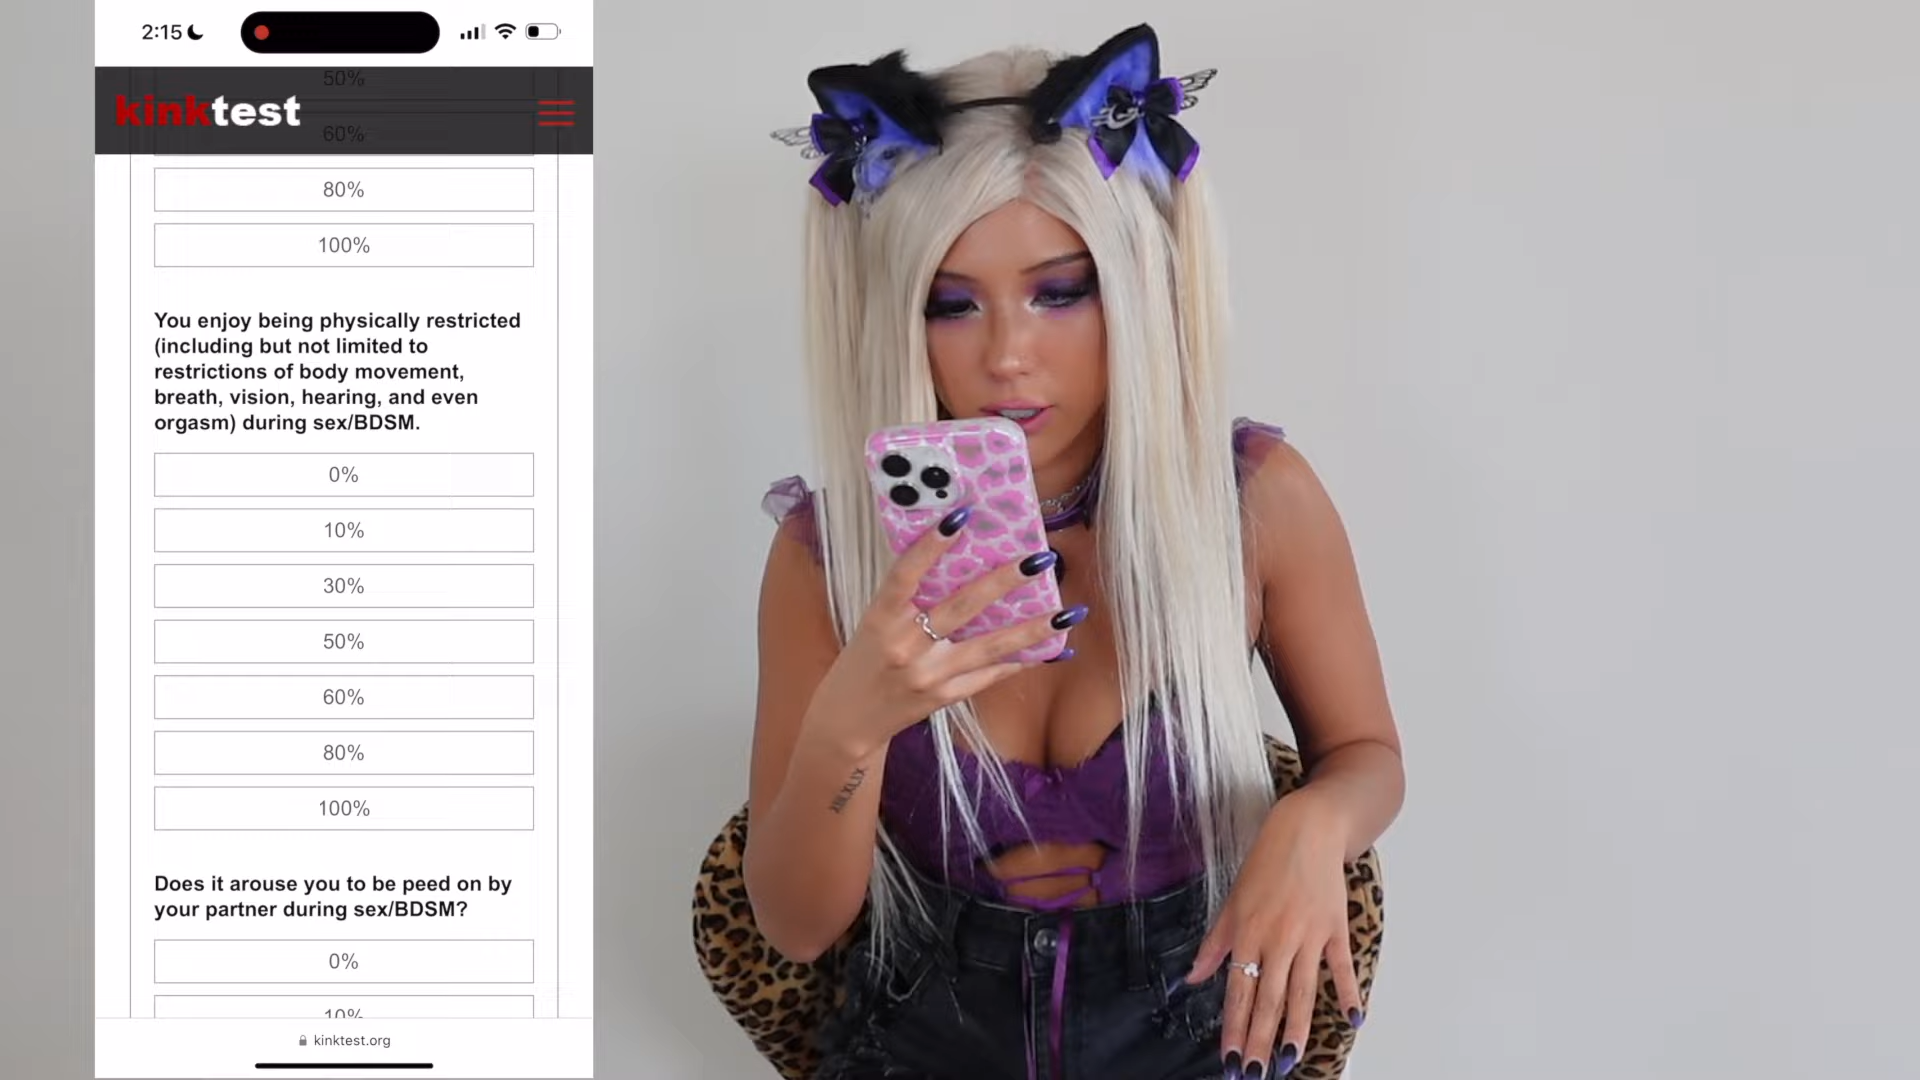 2:15
50%
kinktest
60%
80%
100%
You enjoy being physically restricted
(including but not limited to
restrictions of body movement,
breath, vision, hearing, and even
orgasm) during sex/BDSM.
0%
10%
30%
50%
60%
80%
100%
Does it arouse you to be peed on by
your partner during sex/BDSM?
0%
10%
kinktest.org